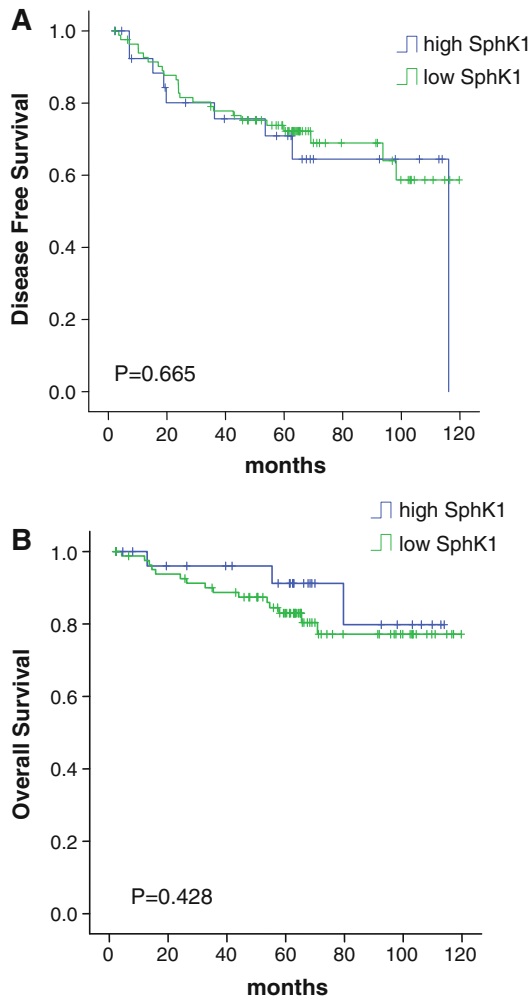 A
high SphK1
low SphK1
Disease Free Survival
1.0
0.8
0.6
0.4
0.2
0.0
P=0.665
0 20 40 60 80 100 120
months
B
high SphK1
low SphK1
Overall Survival
1.0
0.8
0.6
0.4
0.2
0.0
P=0.428
0 20 40 60 80 100 120
months